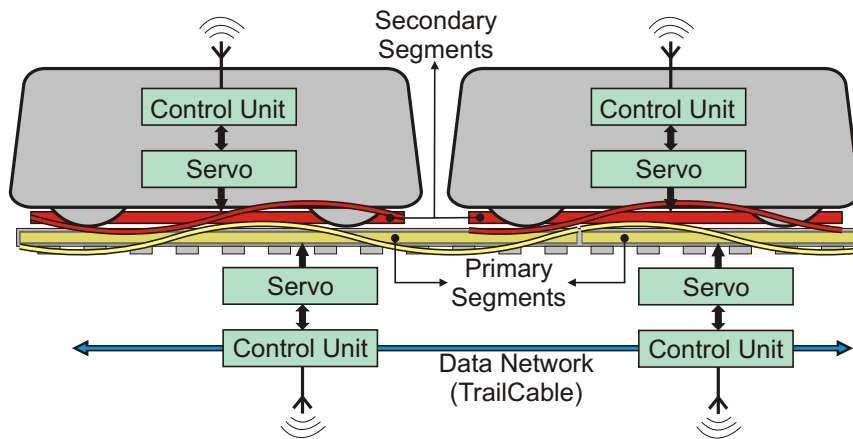 Secondary
Segments
Control Unit
Control Unit
Servo
Servo
Primary
Segments
Servo
Servo
Control Unit
Control Unit
Data Network
(TrailCable)